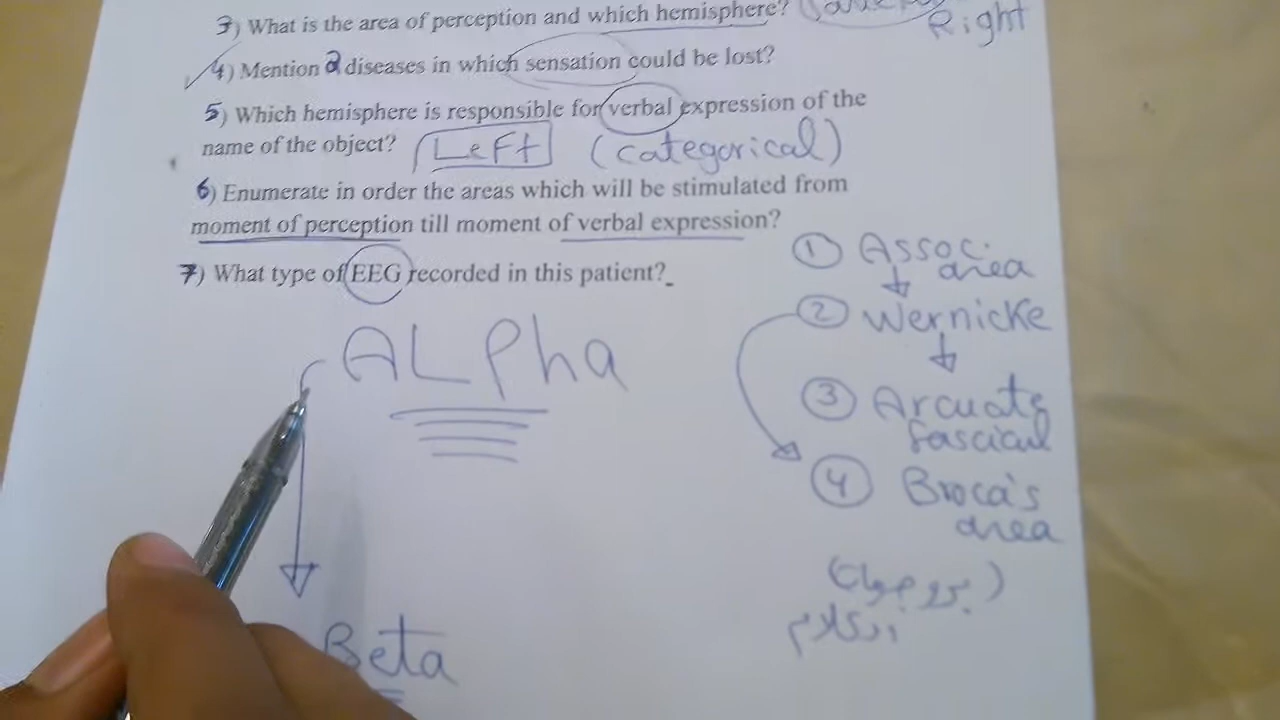 3) What is the area of perception and which hemisphere?
Right
4) Mention 2 diseases in which sensation could be lost?
5) Which hemisphere is responsible for verbal expression of the
name of the object? Left (categorical)
6) Enumerate in order the areas which will be stimulated from
moment of perception till moment of verbal expression?
7) What type of EEG recorded in this patient?
ALPha
Beta
① Assoc.
area
② Wernicke
③ Arcuate
fascicul
④ Broca's
area
الكلام